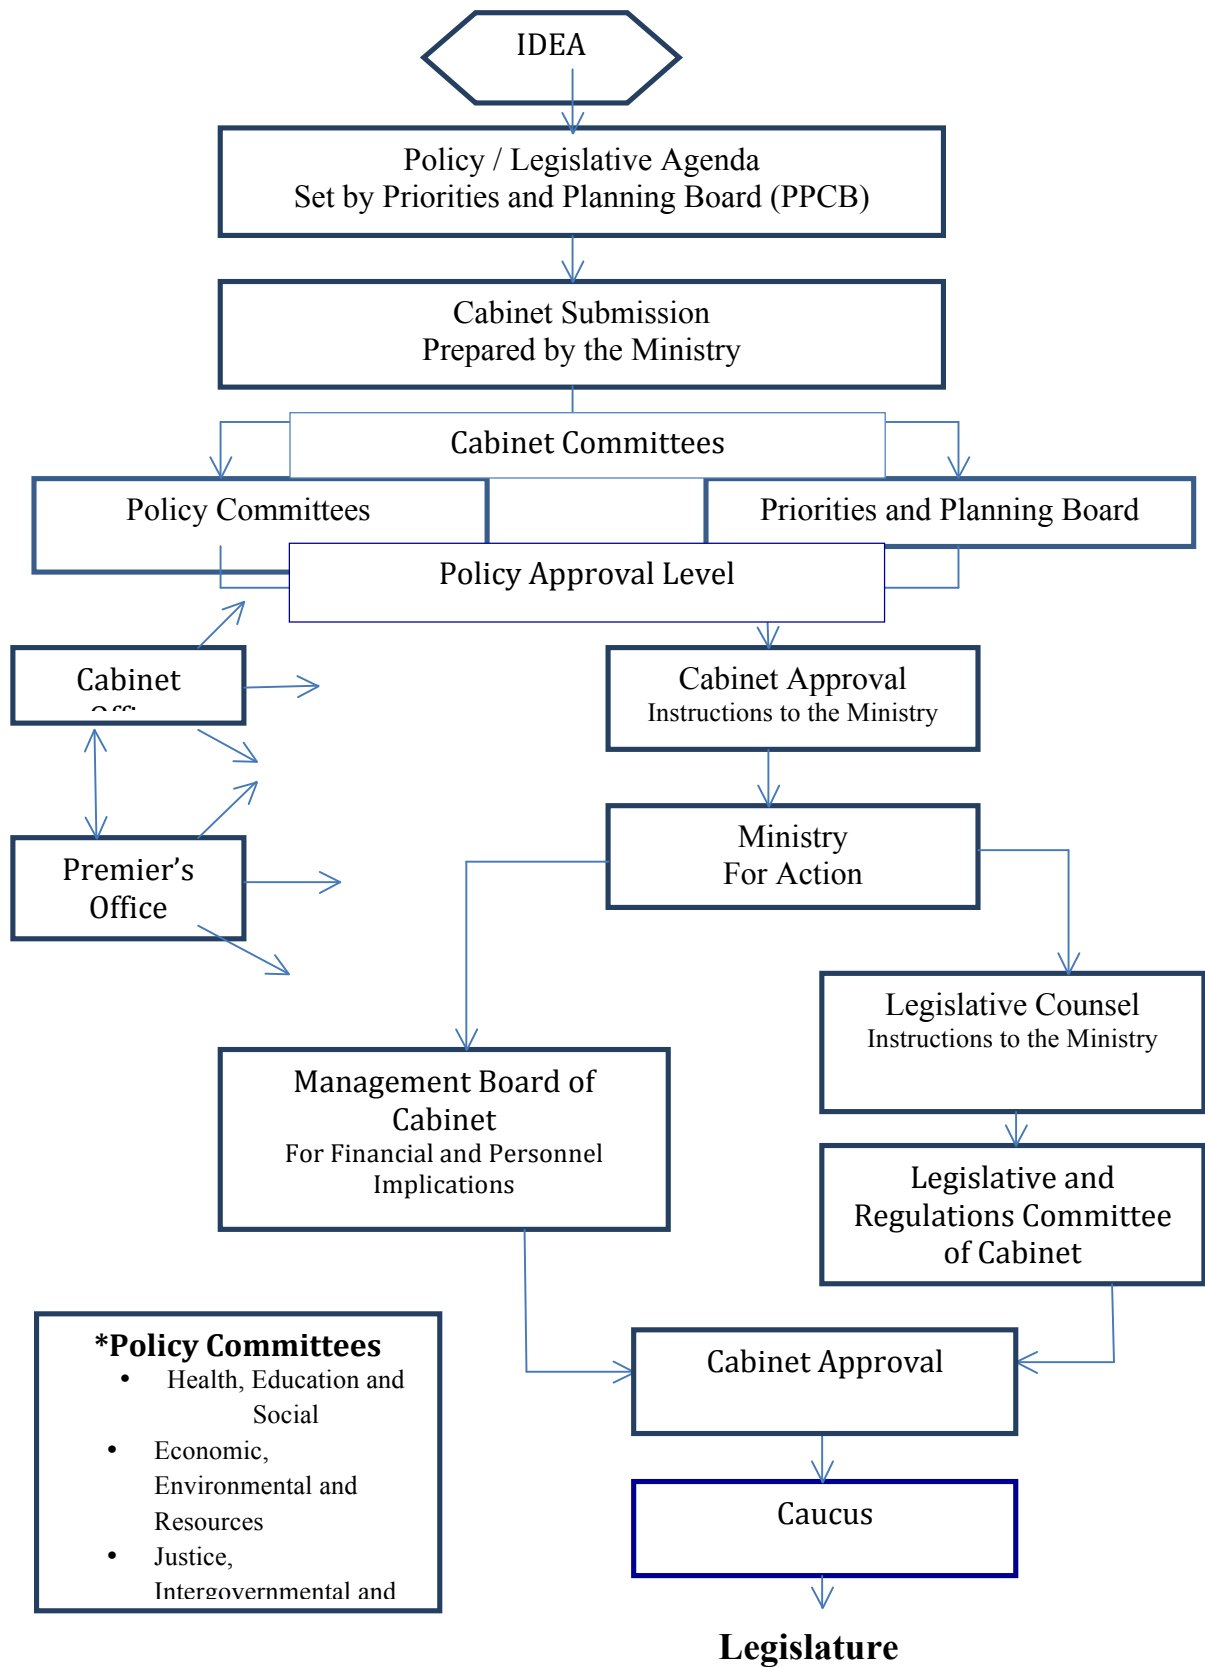 IDEA
Policy / Legislative Agenda
Set by Priorities and Planning Board (PPCB)
Cabinet Submission
Prepared by the Ministry
Cabinet Committees
Policy Committees
Priorities and Planning Board
Policy Approval Level
Cabinet
Cabinet Approval
Instructions to the Ministry
Premier's
Office
Ministry
For Action
Legislative Counsel
Instructions to the Ministry
Management Board of
Cabinet
For Financial and Personnel
Implications
Legislative and
Regulations Committee
of Cabinet
*Policy Committees
• Health, Education and
Social
• Economic,
Environmental and
Resources
• Justice,
Intergovernmental and
Cabinet Approval
Caucus
Legislature